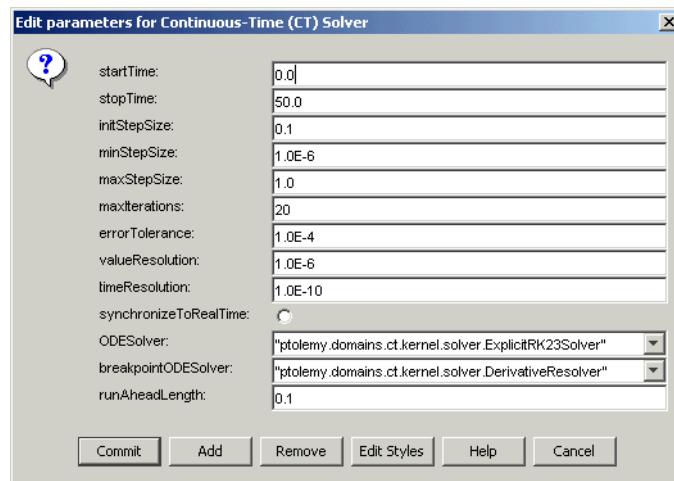 Edit parameters for Continuous-Time (CT) Solver
?
startTime: 0.0
stopTime: 50.0
initStepSize: 0.1
minStepSize: 1.0E-6
maxStepSize: 1.0
maxIterations: 20
errorTolerance: 1.0E-4
valueResolution: 1.0E-6
timeResolution: 1.0E-10
synchronizeToRealTime:
ODESolver: "ptolemy.domains.ct.kernel.solver.ExplicitRK23Solver"
breakpointODESolver: "ptolemy.domains.ct.kernel.solver.DerivativeResolver"
runAheadLength: 0.1
Commit Add Remove Edit Styles Help Cancel